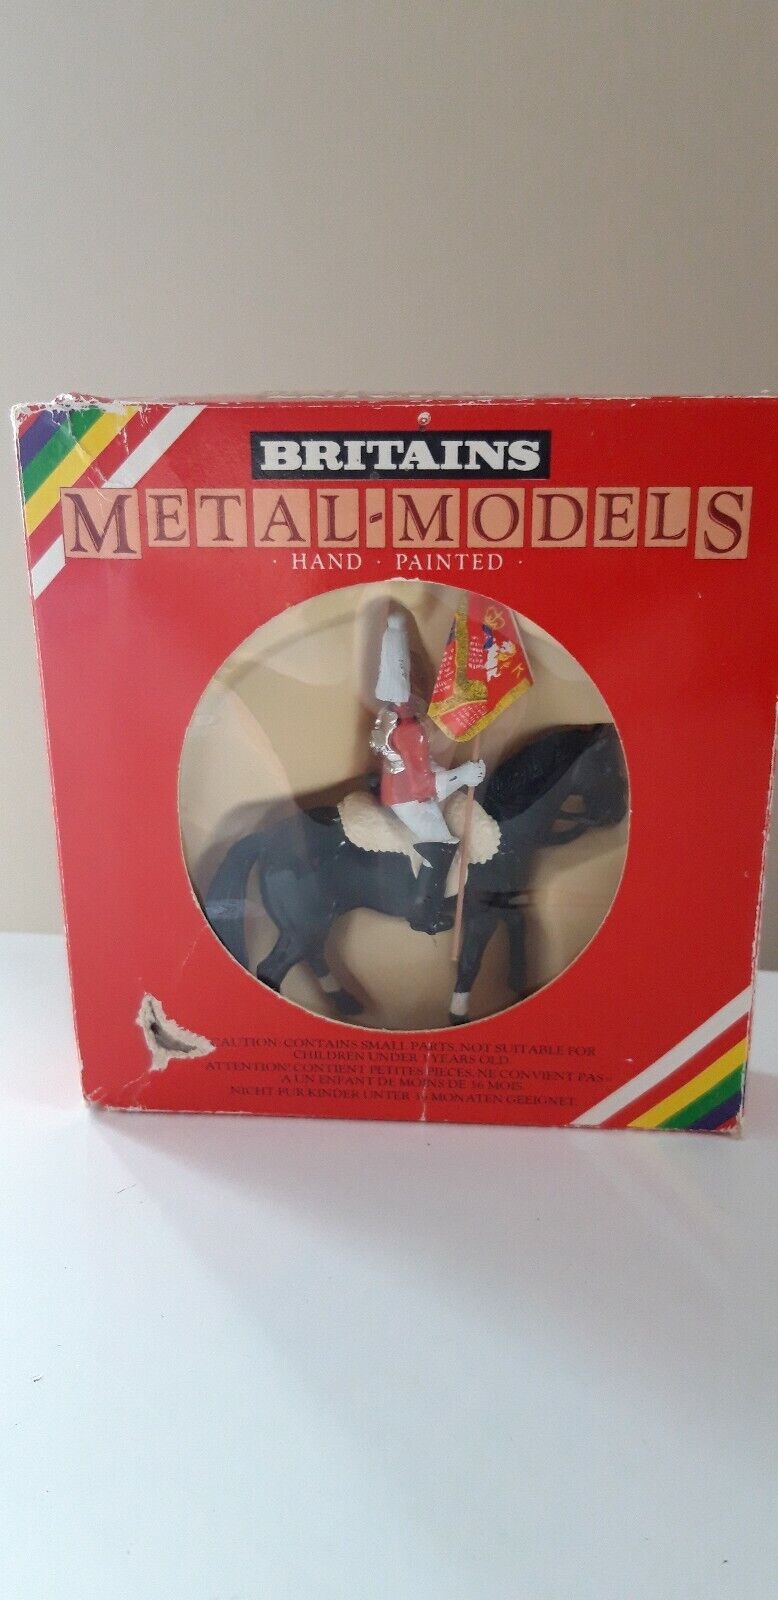 BRITAINS
METAL-MODELS
· HAND · PAINTED ·
CAUTION: CONTAINS SMALL PARTS. NOT SUITABLE FOR
CHILDREN UNDER 3 YEARS OLD.
ATTENTION! CONTIENT PETITES PIECES. NE CONVIENT PAS
A UN ENFANT DE MOINS DE 36 MOIS.
NICHT FUR KINDER UNTER 36 MONATEN GEEIGNET.